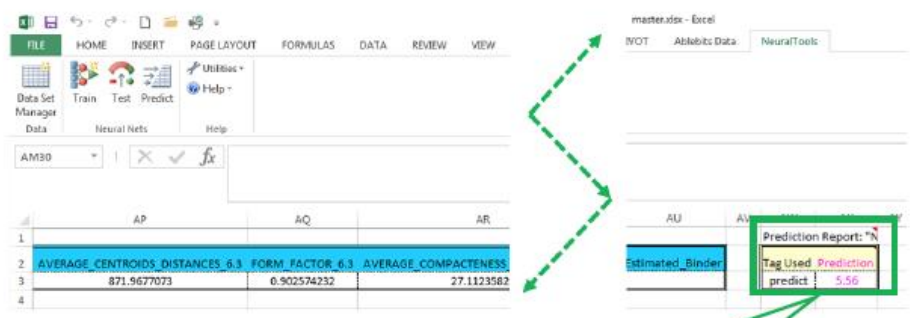 master.xlsx - Excel
FILE HOME INSERT PAGE LAYOUT FORMULAS DATA REVIEW VIEW
IVOT Ablebits Data NeuralTools
Data Set Manager
Train Test Predict
Utilities
Help
Data Neural Nets Help
AM30 fx
AP AQ AR
AU AV
1
Prediction Report: "N
2 AVERAGE_CENTROIDS_DISTANCES_6.3 FORM_FACTOR_6.3 AVERAGE_COMPACTENESS
Estimated_Binder Tag Used Prediction
3 871.9677073 0.902574232 27.1123582
predict 5.56
4